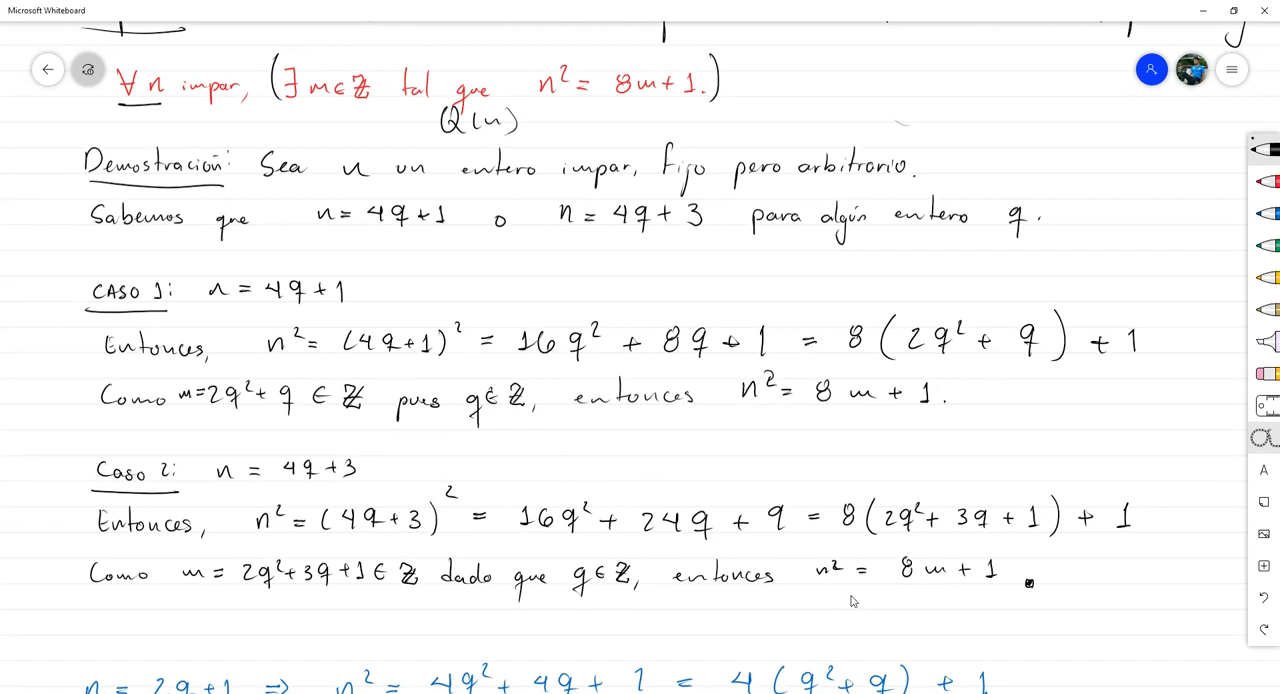 Microsoft Whiteboard
∀ n impar, (∃ m ∈ ℤ tal que n² = 8m+1.)
Q(n)
Demostración: Sea n un entero impar, fijo pero arbitrario.
Sabemos que n = 4q+1 o n = 4q+3 para algún entero q.
CASO 1: n = 4q+1
Entonces, n² = (4q+1)² = 16q² + 8q + 1 = 8(2q² + q) + 1
Como m=2q²+q ∈ ℤ pues q∈ℤ, entonces n² = 8m+1.
Caso 2: n = 4q+3
Entonces, n² = (4q+3)² = 16q² + 24q + 9 = 8(2q² + 3q + 1) + 1
Como m = 2q²+3q+1 ∈ ℤ dado que q∈ℤ, entonces n² = 8m+1.
n = 2q+1 ⇒ n² = 4q² + 4q + 1 = 4(q²+q) + 1
A